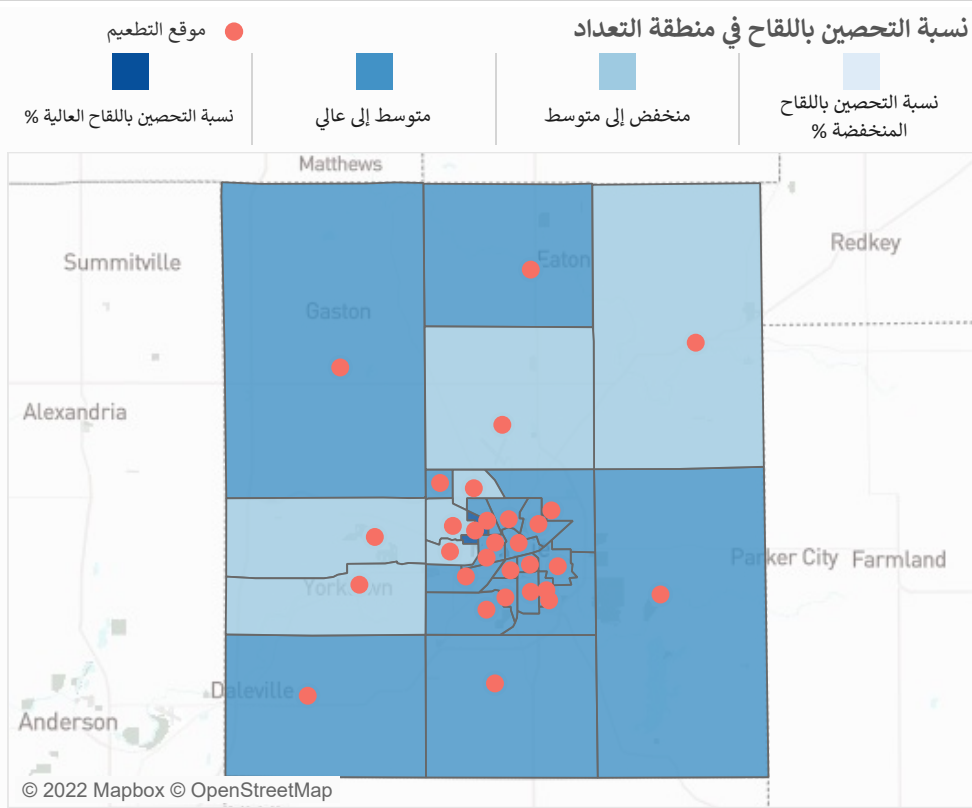 نسبة التحصين باللقاح في منطقة التعداد
موقع التطعيم
نسبة التحصين باللقاح
المنخفضة %
منخفض إلى متوسط
متوسط إلى عالي
نسبة التحصين باللقاح العالية %
Matthews
Summitville
Eaton
Redkey
Gaston
Alexandria
Parker City
Farmland
Yorktown
Daleville
Anderson
© 2022 Mapbox © OpenStreetMap